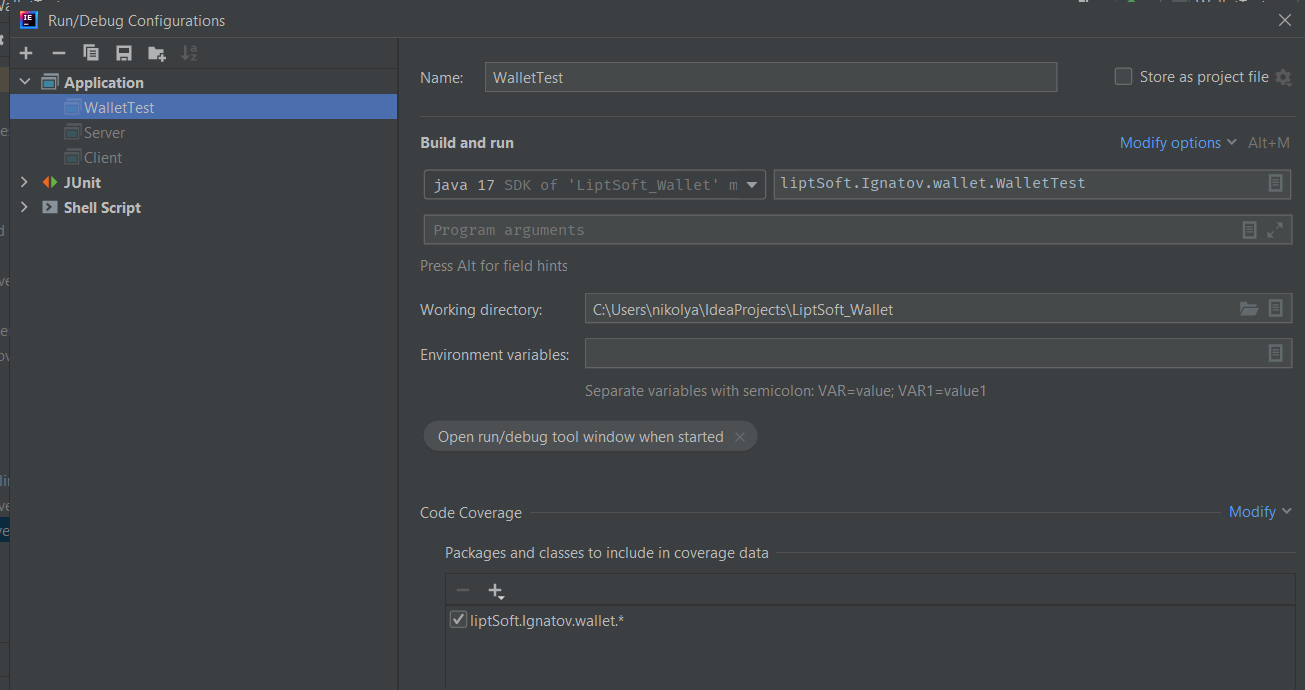 Run/Debug Configurations
Application
WalletTest
Server
Client
JUnit
Shell Script
Name: WalletTest Store as project file
Build and run Modify options Alt+M
java 17 SDK of 'LiptSoft_Wallet' m liptSoft.Ignatov.wallet.WalletTest
Program arguments
Press Alt for field hints
Working directory: C:\Users\nikolya\IdeaProjects\LiptSoft_Wallet
Environment variables:
Separate variables with semicolon: VAR=value; VAR1=value1
Open run/debug tool window when started
Code Coverage Modify
Packages and classes to include in coverage data
liptSoft.Ignatov.wallet.*